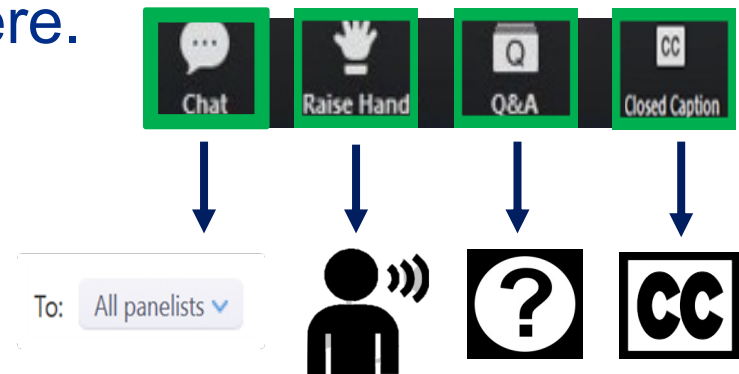 ere.
CC
Q
Chat Raise Hand Q&A Closed Caption
To: All panelists
?
CC